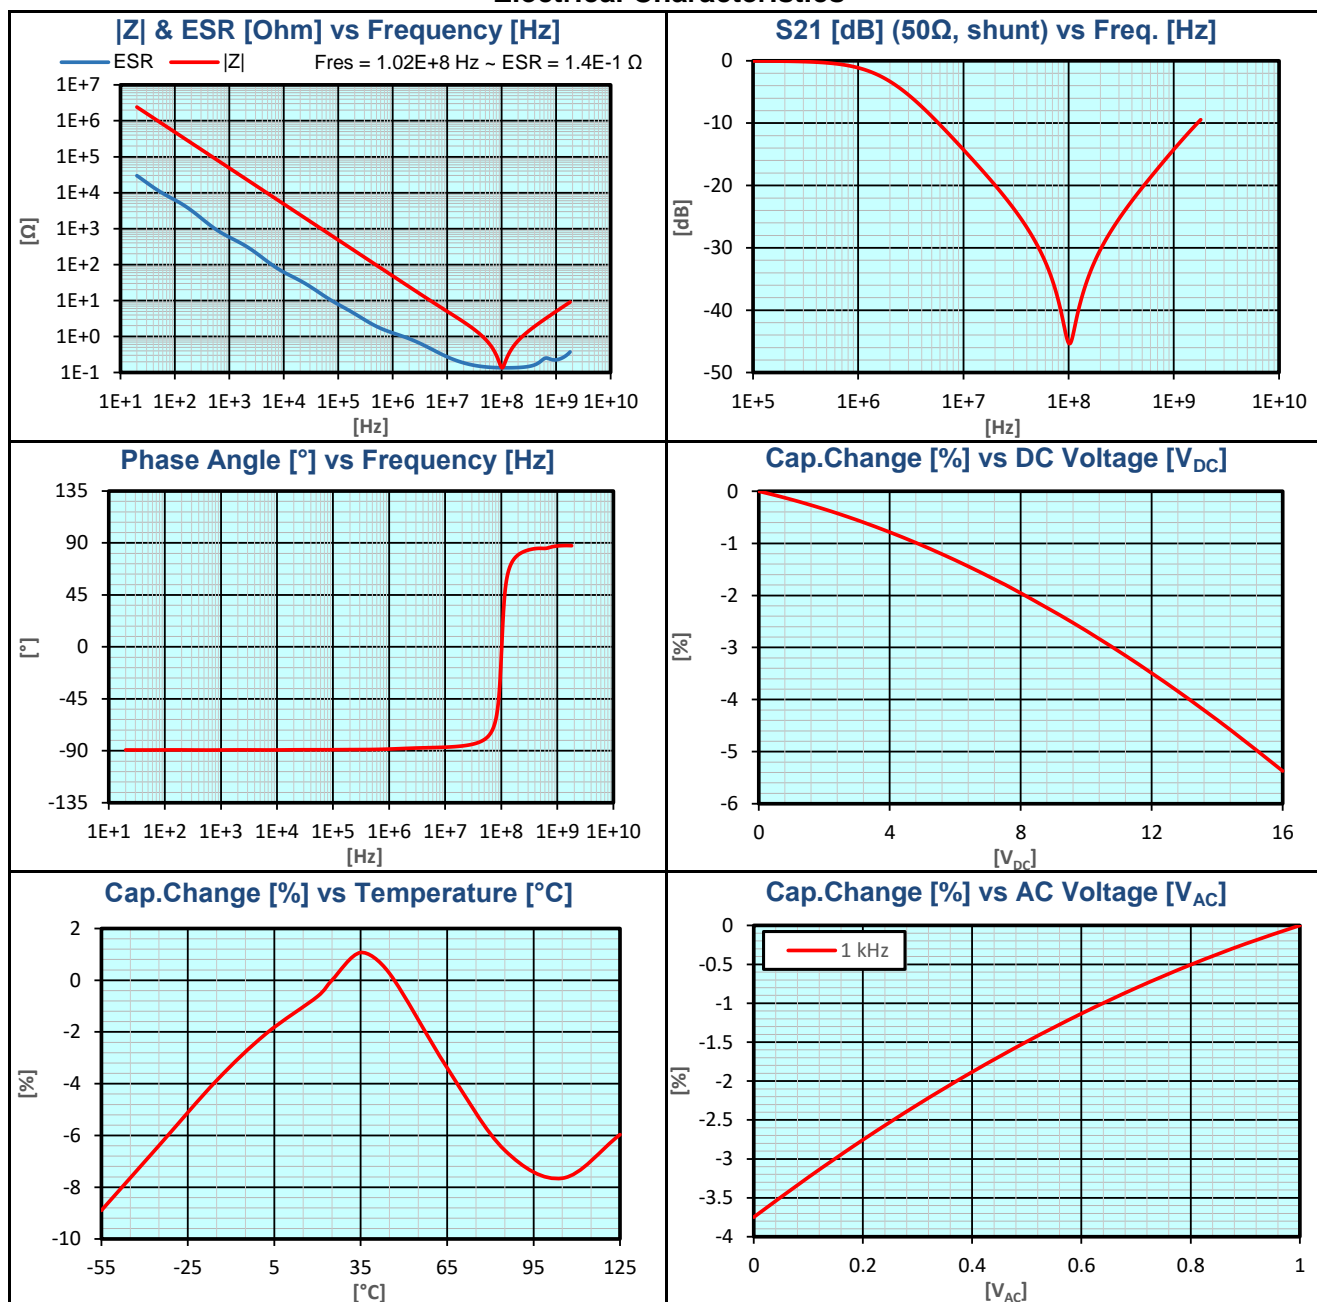 |Z| & ESR [Ohm] vs Frequency [Hz]
ESR |Z| Fres = 1.02E+8 Hz ~ ESR = 1.4E-1 Ω
1E+7
1E+6
1E+5
1E+4
1E+3
1E+2
1E+1
1E+0
1E-1
[Ω]
1E+1 1E+2 1E+3 1E+4 1E+5 1E+6 1E+7 1E+8 1E+9 1E+10
[Hz]
S21 [dB] (50Ω, shunt) vs Freq. [Hz]
0
-10
-20
-30
-40
-50
[dB]
1E+5 1E+6 1E+7 1E+8 1E+9 1E+10
[Hz]
Phase Angle [°] vs Frequency [Hz]
135
90
45
0
-45
-90
-135
[°]
1E+1 1E+2 1E+3 1E+4 1E+5 1E+6 1E+7 1E+8 1E+9 1E+10
[Hz]
Cap.Change [%] vs DC Voltage [VDC]
0
-1
-2
-3
-4
-5
-6
[%]
0 4 8 12 16
[VDC]
Cap.Change [%] vs Temperature [°C]
2
0
-2
-4
-6
-8
-10
[%]
-55 -25 5 35 65 95 125
[°C]
Cap.Change [%] vs AC Voltage [VAC]
1 kHz
0
-0.5
-1
-1.5
-2
-2.5
-3
-3.5
-4
[%]
0 0.2 0.4 0.6 0.8 1
[VAC]